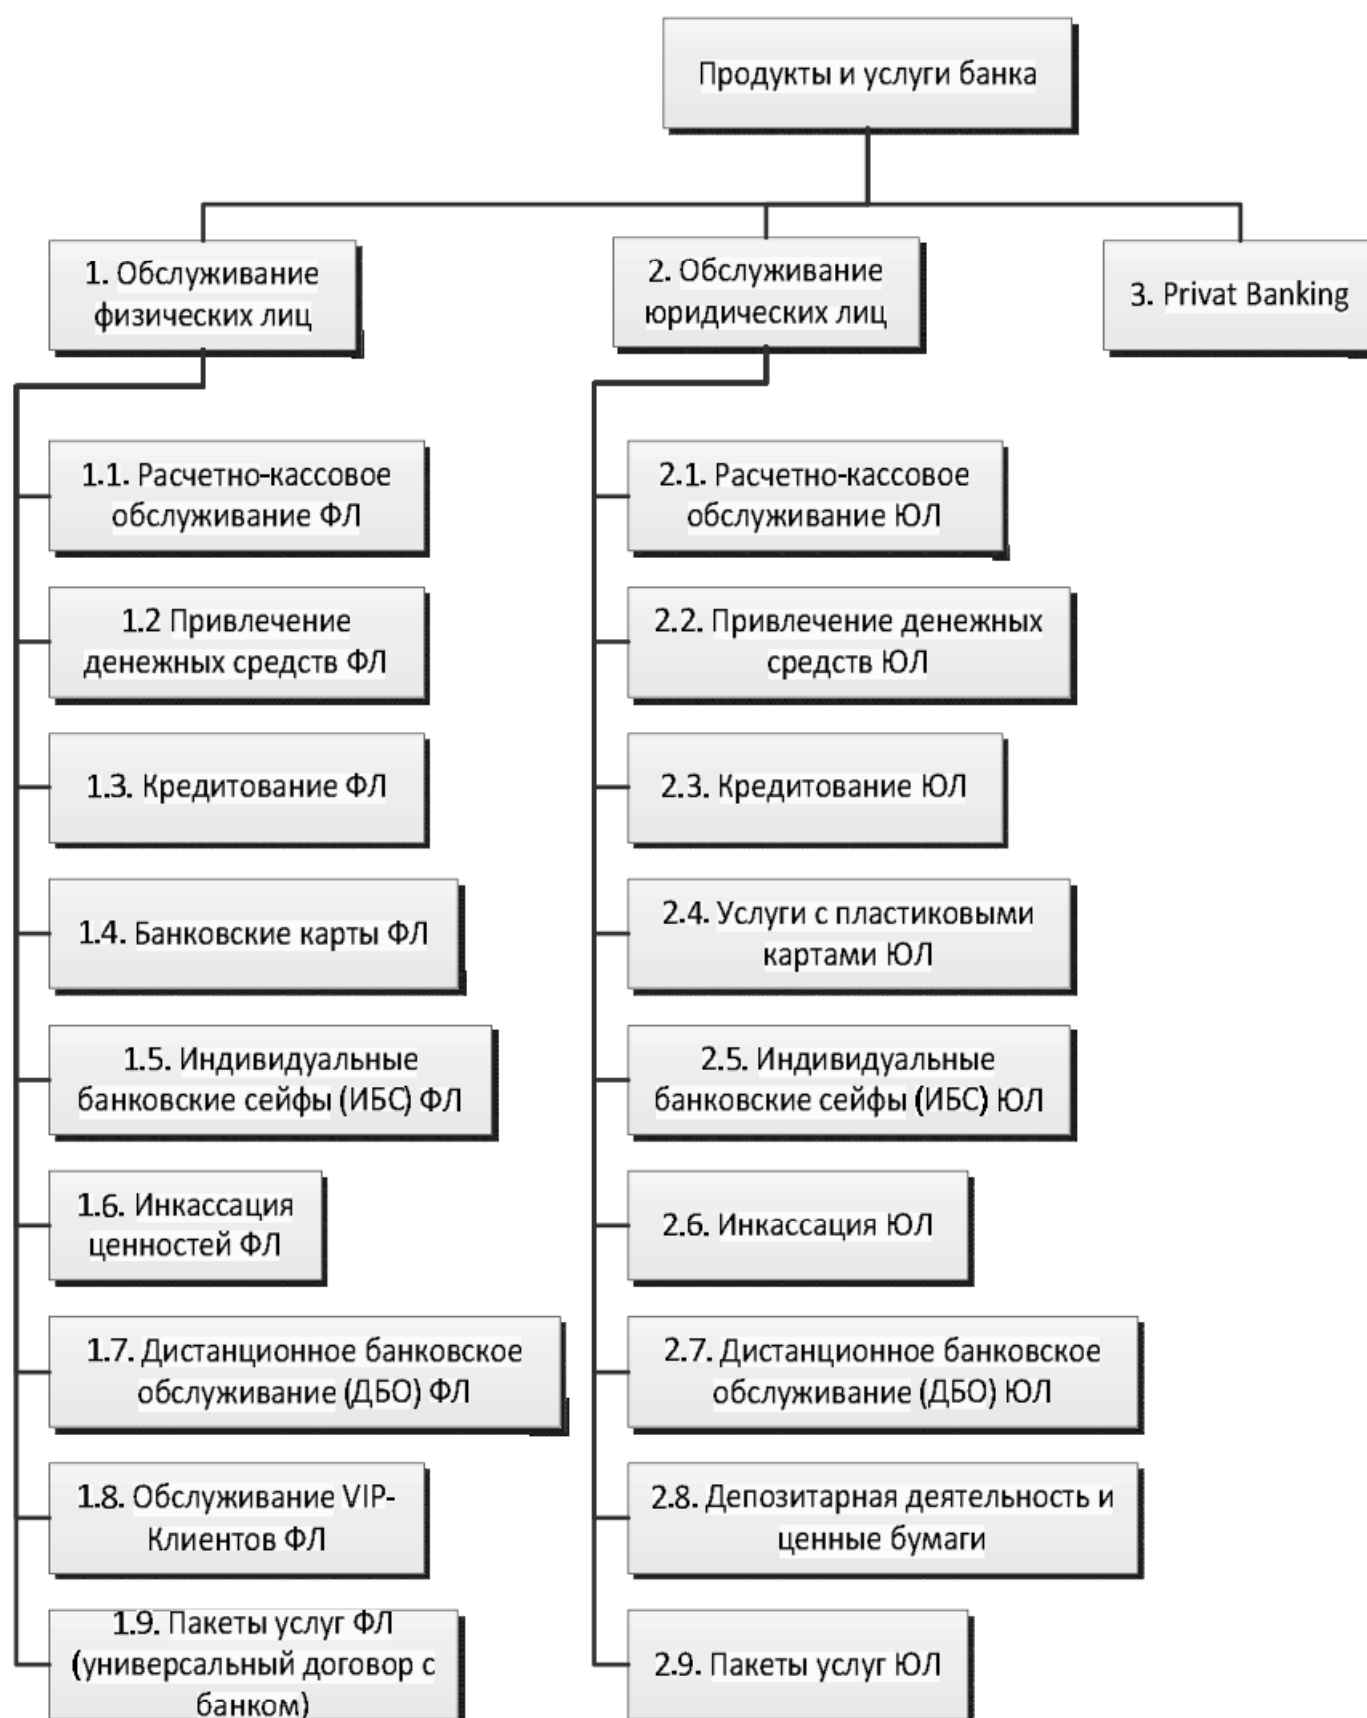 Продукты и услуги банка
1. Обслуживание
физических лиц
2. Обслуживание
юридических лиц
3. Privat Banking
1.1. Расчетно-кассовое
обслуживание ФЛ
1.2 Привлечение
денежных средств ФЛ
1.3. Кредитование ФЛ
1.4. Банковские карты ФЛ
1.5. Индивидуальные
банковские сейфы (ИБС) ФЛ
1.6. Инкассация
ценностей ФЛ
1.7. Дистанционное банковское
обслуживание (ДБО) ФЛ
1.8. Обслуживание VIP-
Клиентов ФЛ
1.9. Пакеты услуг ФЛ
(универсальный договор с
банком)
2.1. Расчетно-кассовое
обслуживание ЮЛ
2.2. Привлечение денежных
средств ЮЛ
2.3. Кредитование ЮЛ
2.4. Услуги с пластиковыми
картами ЮЛ
2.5. Индивидуальные
банковские сейфы (ИБС) ЮЛ
2.6. Инкассация ЮЛ
2.7. Дистанционное банковское
обслуживание (ДБО) ЮЛ
2.8. Депозитарная деятельность и
ценные бумаги
2.9. Пакеты услуг ЮЛ